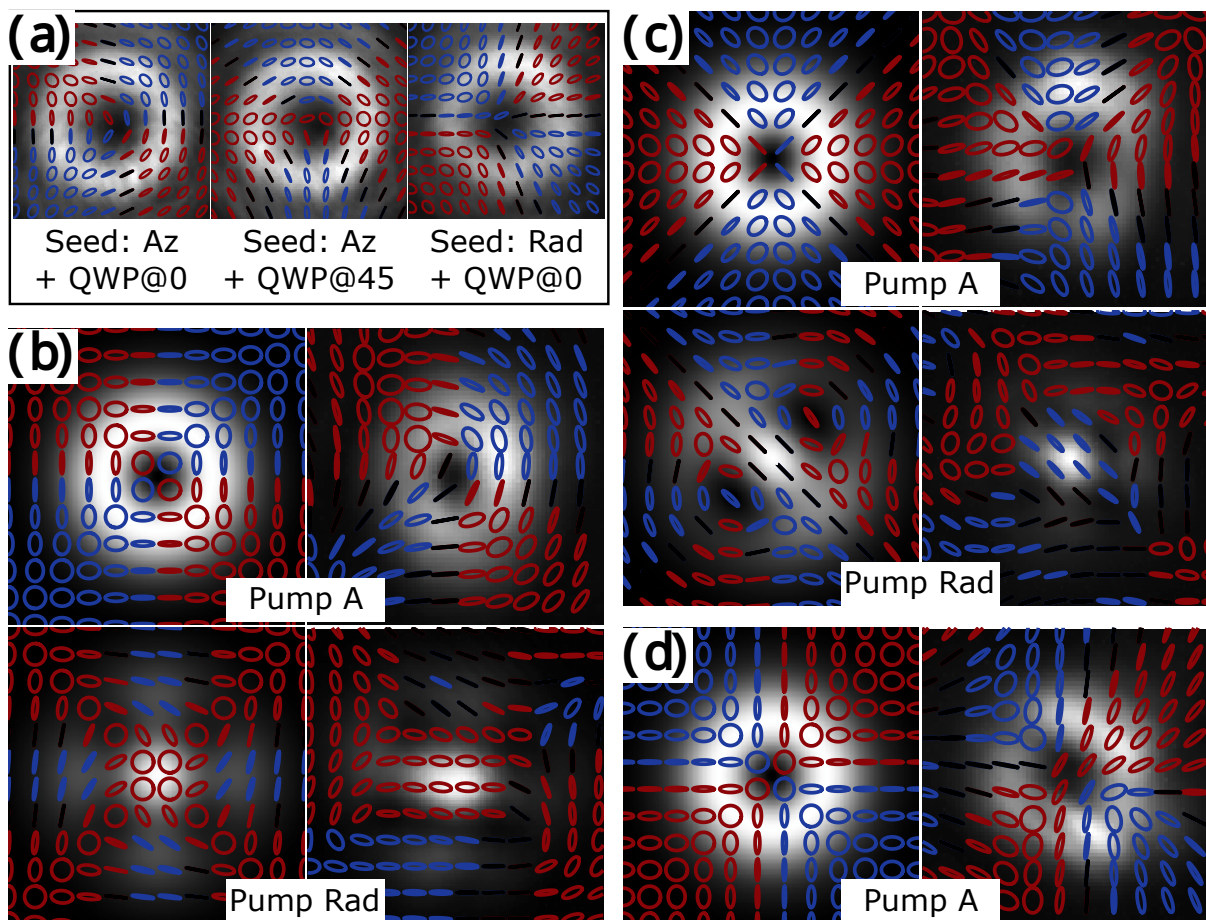 (a)
Seed: Az
+ QWP@0
Seed: Az
+ QWP@45
Seed: Rad
+ QWP@0
(b)
Pump A
Pump Rad
(c)
Pump A
Pump Rad
(d)
Pump A